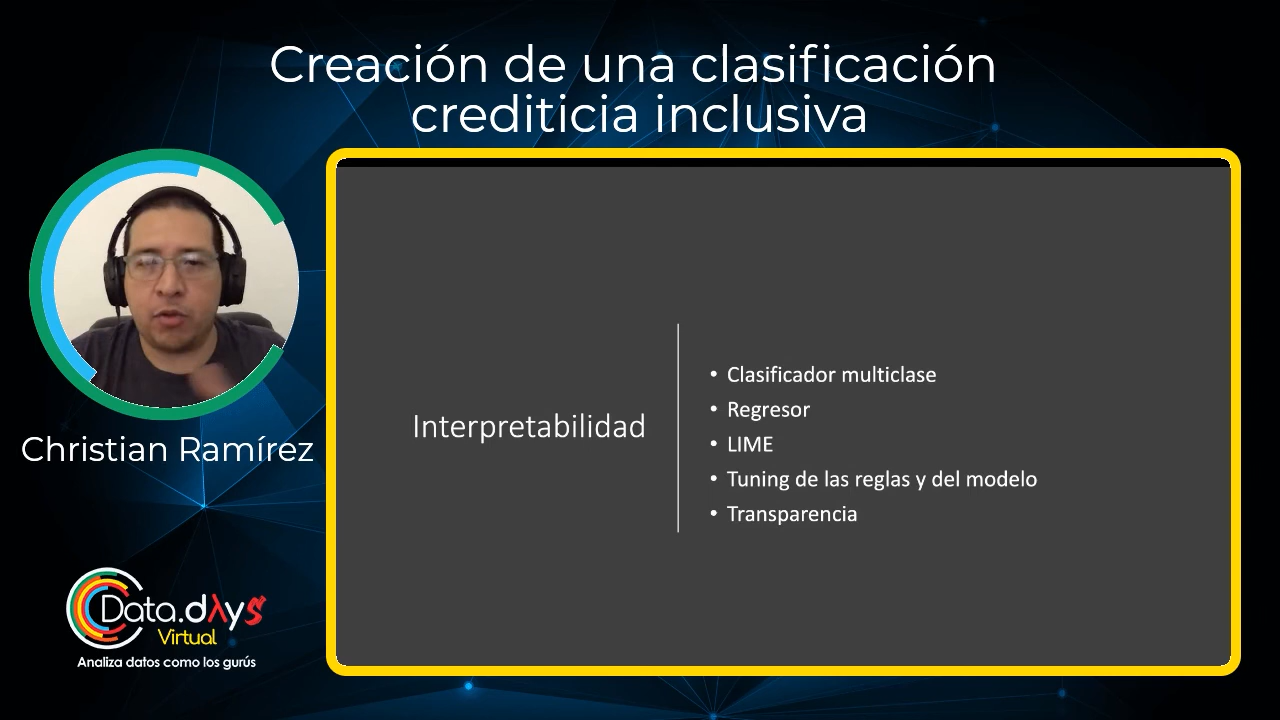 Creación de una clasificación
crediticia inclusiva
Christian Ramírez
Interpretabilidad
• Clasificador multiclase
• Regresor
• LIME
• Tuning de las reglas y del modelo
• Transparencia
Data.dλys
Virtual
Analiza datos como los gurús